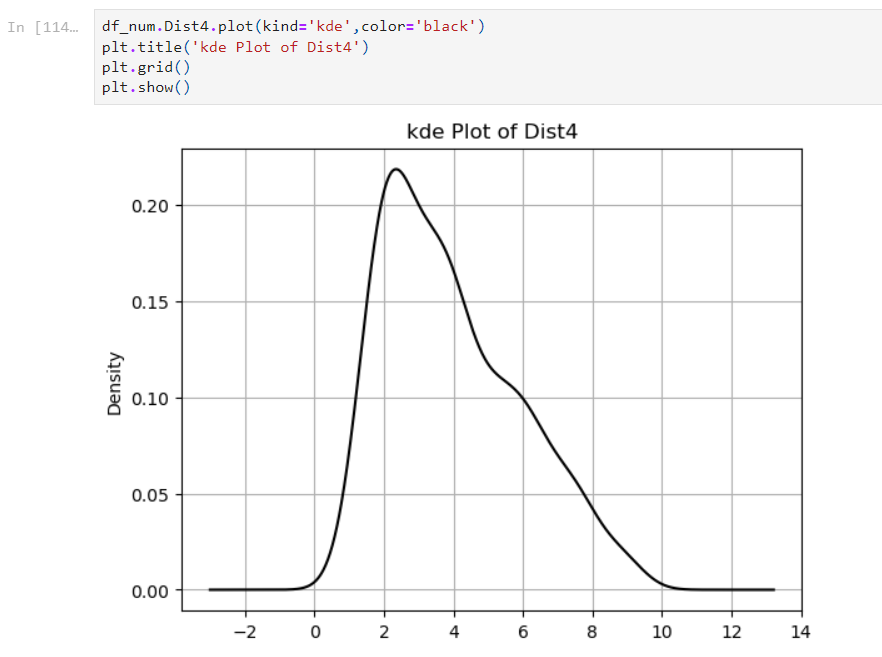 In [114…
df_num.Dist4.plot(kind='kde',color='black')
plt.title('kde Plot of Dist4')
plt.grid()
plt.show()
kde Plot of Dist4
0.20
0.15
0.10
0.05
0.00
Density
−2 0 2 4 6 8 10 12 14